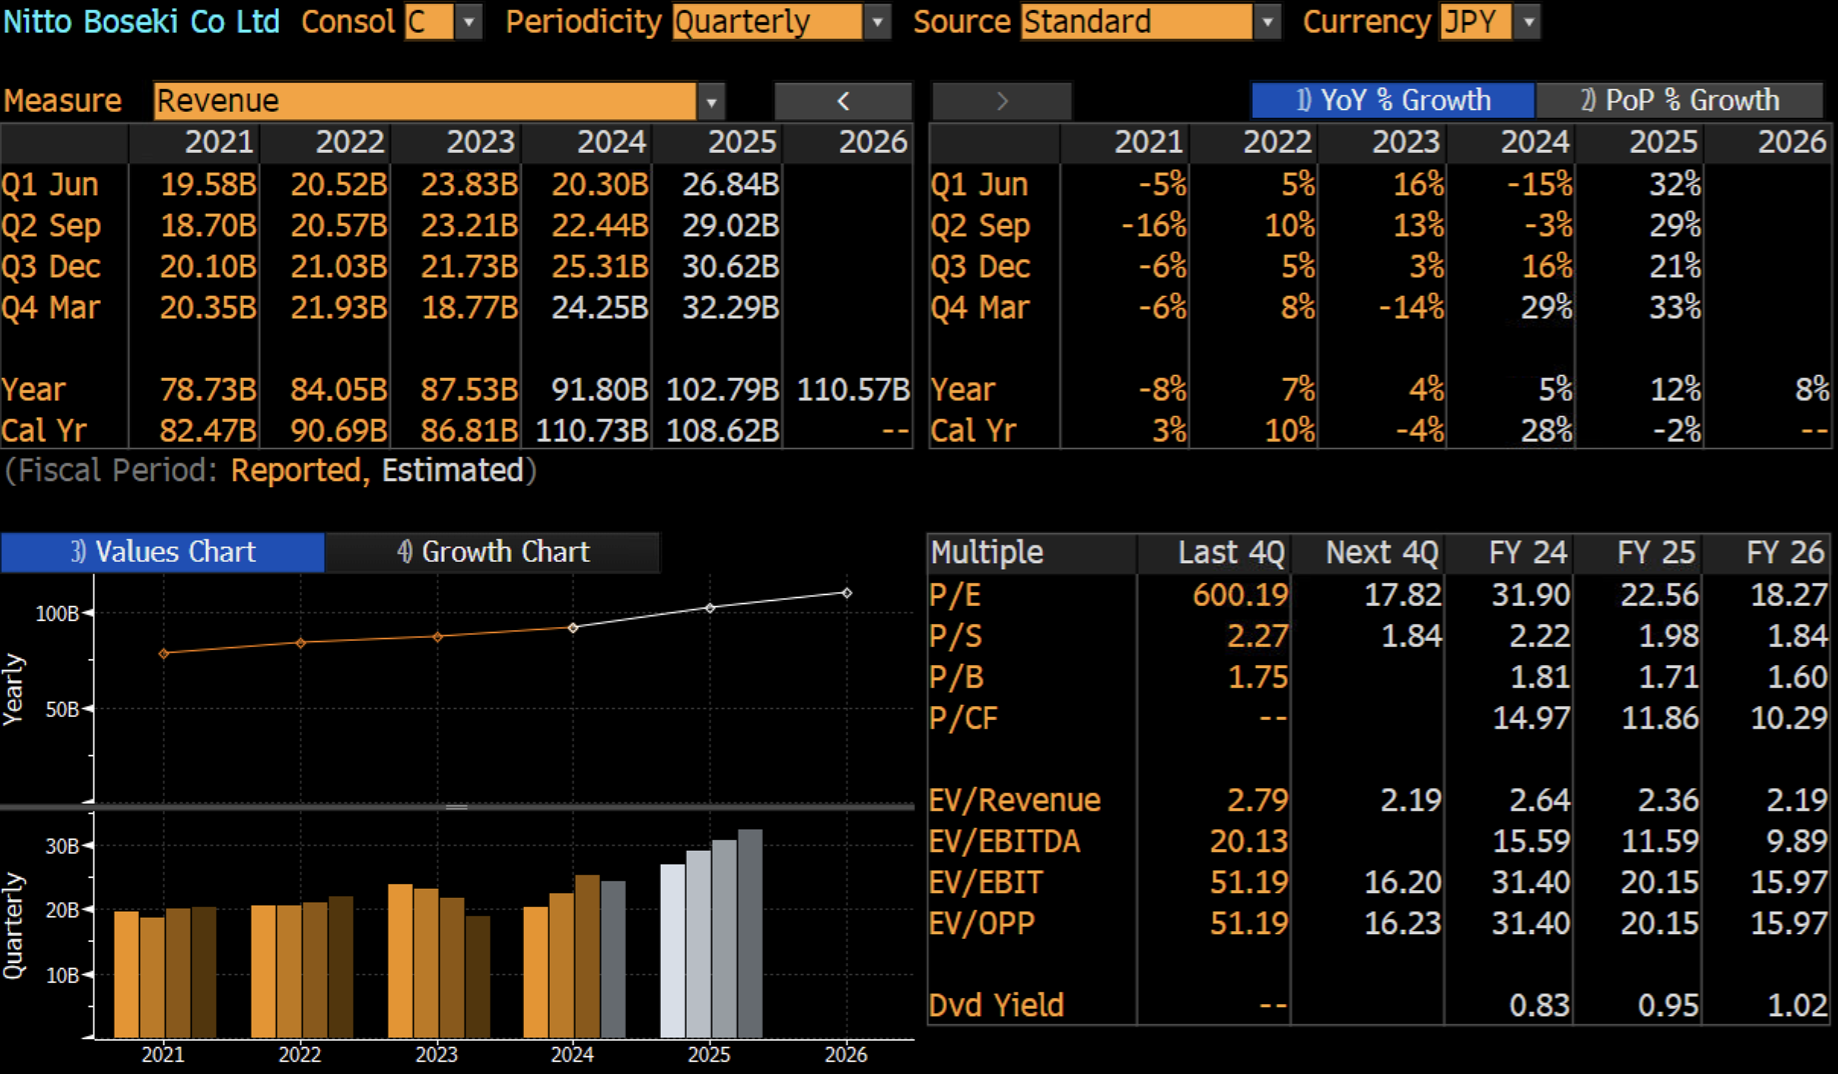 Nitto Boseki Co Ltd Consol C Periodicity Quarterly Source Standard Currency JPY
Measure Revenue < > 1) YoY % Growth 2) PoP % Growth
2021 2022 2023 2024 2025 2026
Q1 Jun 19.58B 20.52B 23.83B 20.30B 26.84B
Q2 Sep 18.70B 20.57B 23.21B 22.44B 29.02B
Q3 Dec 20.10B 21.03B 21.73B 25.31B 30.62B
Q4 Mar 20.35B 21.93B 18.77B 24.25B 32.29B
Year 78.73B 84.05B 87.53B 91.80B 102.79B 110.57B
Cal Yr 82.47B 90.69B 86.81B 110.73B 108.62B --
(Fiscal Period: Reported, Estimated)
2021 2022 2023 2024 2025 2026
Q1 Jun -5% 5% 16% -15% 32%
Q2 Sep -16% 10% 13% -3% 29%
Q3 Dec -6% 5% 3% 16% 21%
Q4 Mar -6% 8% -14% 29% 33%
Year -8% 7% 4% 5% 12% 8%
Cal Yr 3% 10% -4% 28% -2% --
3) Values Chart 4) Growth Chart
Yearly
100B
50B
Quarterly
30B
20B
10B
2021 2022 2023 2024 2025 2026
Multiple Last 4Q Next 4Q FY 24 FY 25 FY 26
P/E 600.19 17.82 31.90 22.56 18.27
P/S 2.27 1.84 2.22 1.98 1.84
P/B 1.75 1.81 1.71 1.60
P/CF -- 14.97 11.86 10.29
EV/Revenue 2.79 2.19 2.64 2.36 2.19
EV/EBITDA 20.13 15.59 11.59 9.89
EV/EBIT 51.19 16.20 31.40 20.15 15.97
EV/OPP 51.19 16.23 31.40 20.15 15.97
Dvd Yield -- 0.83 0.95 1.02